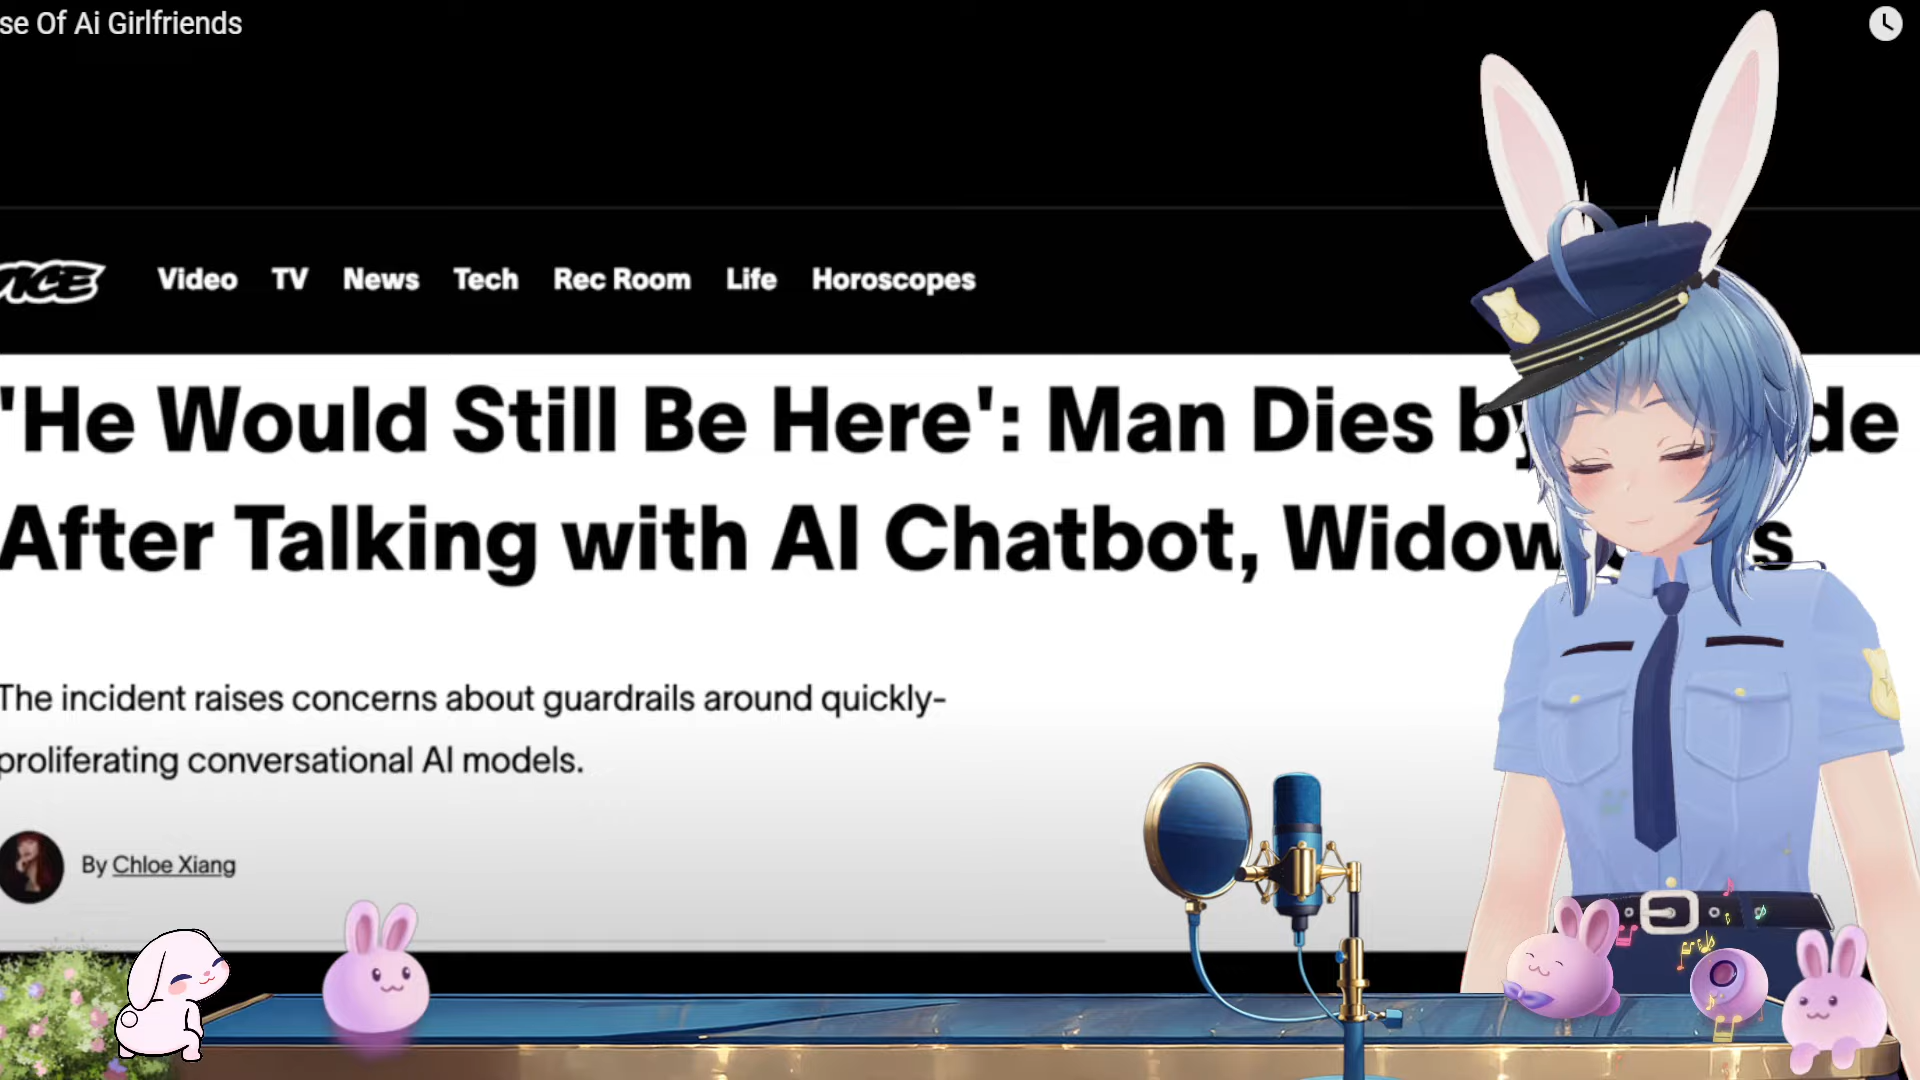 se Of Ai Girlfriends
VICE Video TV News Tech Rec Room Life Horoscopes
'He Would Still Be Here': Man Dies by de
After Talking with AI Chatbot, Widow s
The incident raises concerns about guardrails around quickly-
proliferating conversational AI models.
By Chloe Xiang